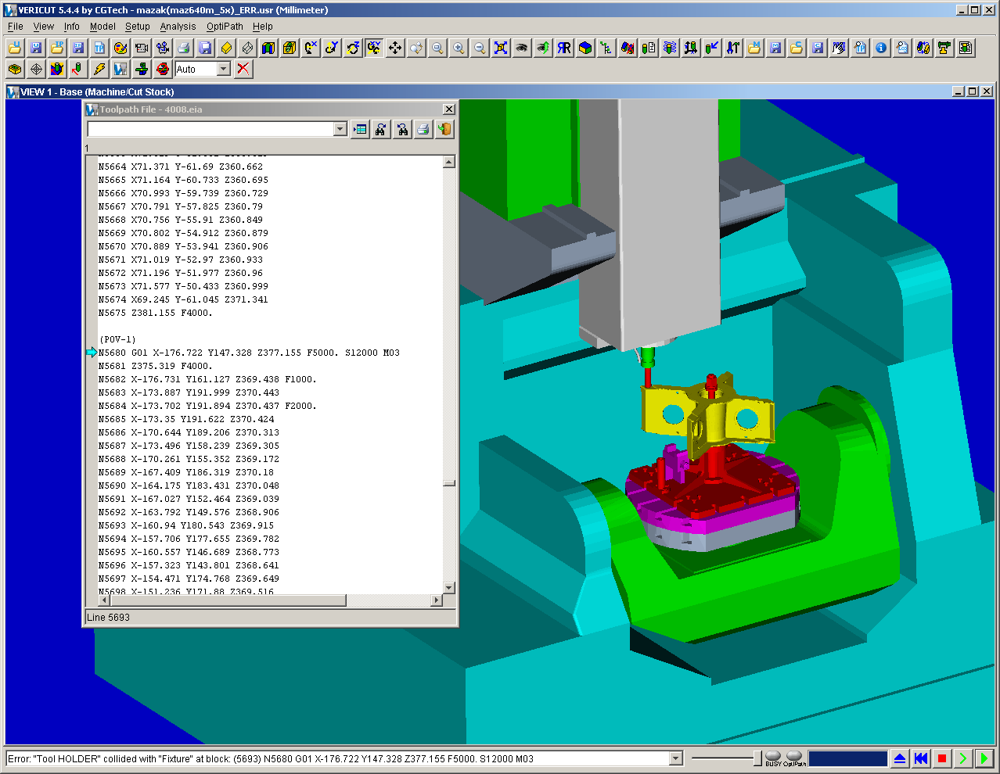 VERICUT 5.4.4 by CGTech - mazak(maz640m_5x)_ERR.usr (Millimeter)
File View Info Model Setup Analysis OptiPath Help
Auto
VIEW 1 - Base (Machine/Cut Stock)
Toolpath File - 4008.eia
1
N5664 X71.371 Y-61.69 Z360.662
N5665 X71.164 Y-60.733 Z360.695
N5666 X70.993 Y-59.739 Z360.729
N5667 X70.791 Y-57.825 Z360.79
N5668 X70.756 Y-55.91 Z360.849
N5669 X70.802 Y-54.912 Z360.879
N5670 X70.889 Y-53.941 Z360.906
N5671 X71.019 Y-52.97 Z360.933
N5672 X71.196 Y-51.977 Z360.96
N5673 X71.577 Y-50.433 Z360.999
N5674 X69.245 Y-61.045 Z371.341
N5675 Z381.155 F4000.
(POV-1)
N5680 G01 X-176.722 Y147.328 Z377.155 F5000. S12000 M03
N5681 Z375.319 F4000.
N5682 X-176.731 Y161.127 Z369.438 F1000.
N5683 X-173.887 Y191.999 Z370.443
N5684 X-173.702 Y191.894 Z370.437 F2000.
N5685 X-173.35 Y191.622 Z370.424
N5686 X-170.644 Y189.206 Z370.313
N5687 X-173.496 Y158.239 Z369.305
N5688 X-170.261 Y155.352 Z369.172
N5689 X-167.409 Y186.319 Z370.18
N5690 X-164.175 Y183.431 Z370.048
N5691 X-167.027 Y152.464 Z369.039
N5692 X-163.792 Y149.576 Z368.906
N5693 X-160.94 Y180.543 Z369.915
N5694 X-157.706 Y177.655 Z369.782
N5695 X-160.557 Y146.689 Z368.773
N5696 X-157.323 Y143.801 Z368.641
N5697 X-154.471 Y174.768 Z369.649
N5698 X-151.236 Y171.88 Z369.516
Line 5693
Error: "Tool HOLDER" collided with "Fixture" at block: (5693) N5680 G01 X-176.722 Y147.328 Z377.155 F5000. S12000 M03
BUSY OptiPath